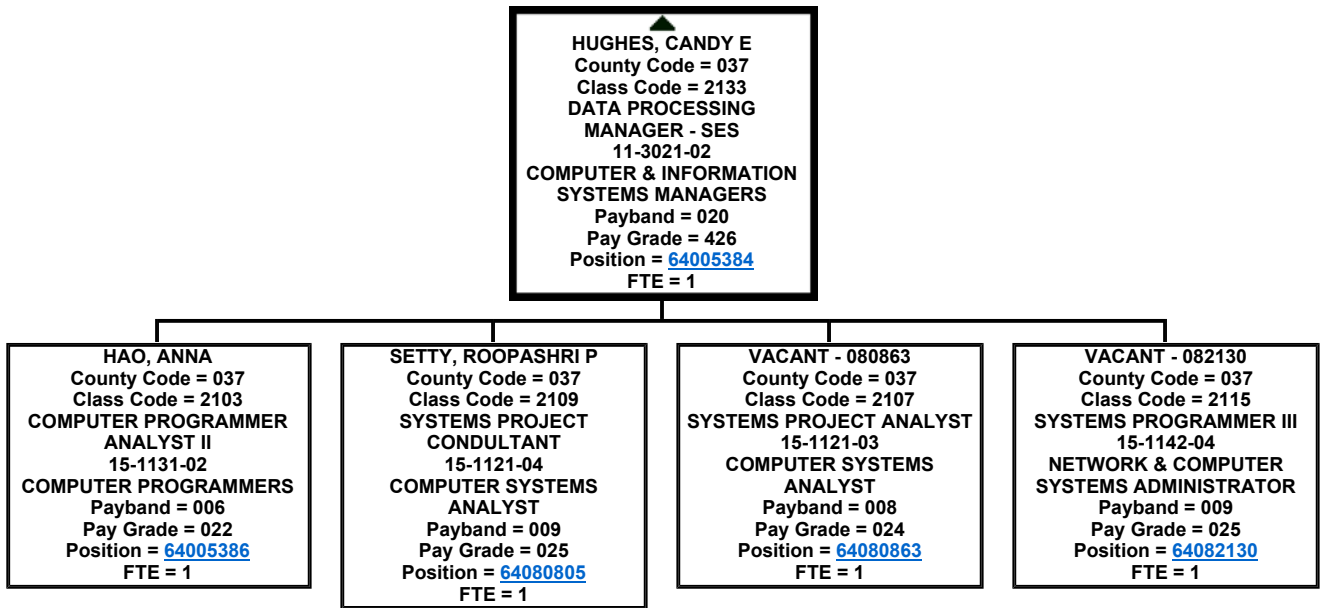 HUGHES, CANDY E
County Code = 037
Class Code = 2133
DATA PROCESSING
MANAGER - SES
11-3021-02
COMPUTER & INFORMATION
SYSTEMS MANAGERS
Payband = 020
Pay Grade = 426
Position = 64005384
FTE = 1
HAO, ANNA
County Code = 037
Class Code = 2103
COMPUTER PROGRAMMER
ANALYST II
15-1131-02
COMPUTER PROGRAMMERS
Payband = 006
Pay Grade = 022
Position = 64005386
FTE = 1
SETTY, ROOPASHRI P
County Code = 037
Class Code = 2109
SYSTEMS PROJECT
CONDULTANT
15-1121-04
COMPUTER SYSTEMS
ANALYST
Payband = 009
Pay Grade = 025
Position = 64080805
FTE = 1
VACANT - 080863
County Code = 037
Class Code = 2107
SYSTEMS PROJECT ANALYST
15-1121-03
COMPUTER SYSTEMS
ANALYST
Payband = 008
Pay Grade = 024
Position = 64080863
FTE = 1
VACANT - 082130
County Code = 037
Class Code = 2115
SYSTEMS PROGRAMMER III
15-1142-04
NETWORK & COMPUTER
SYSTEMS ADMINISTRATOR
Payband = 009
Pay Grade = 025
Position = 64082130
FTE = 1